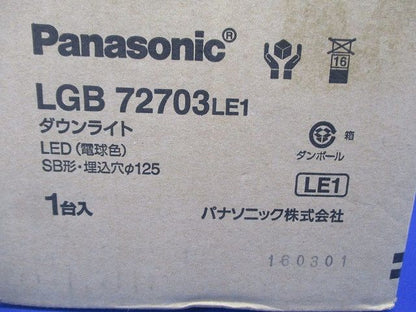 Panasonic®
16
LGB 72703LE1
ダウンライト
LED（電球色）
SB形・埋込穴φ125
箱
ダンボール
LE1
1台入
パナソニック株式会社
160301